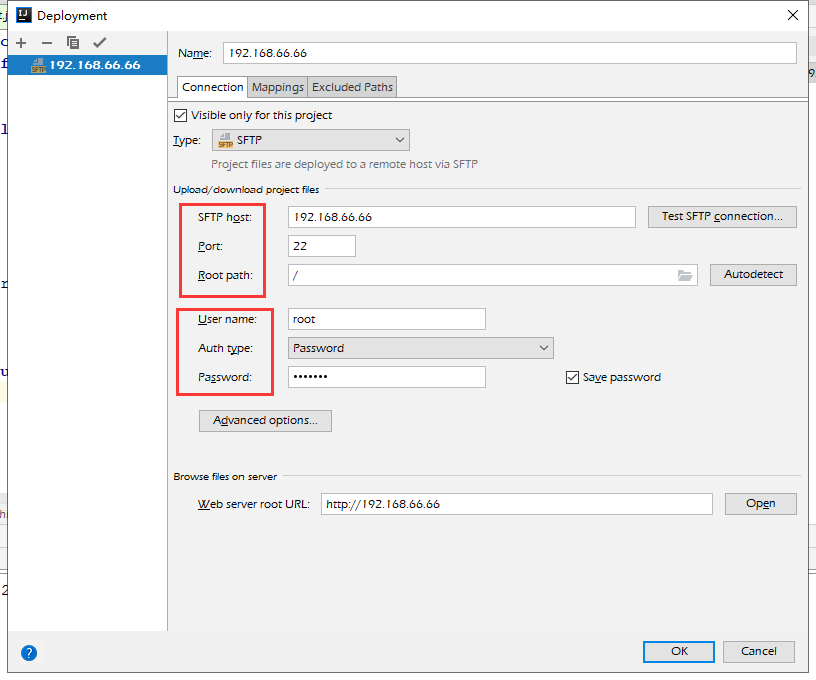 Deployment
192.168.66.66
Name: 192.168.66.66
Connection Mappings Excluded Paths
Visible only for this project
Type: SFTP
Project files are deployed to a remote host via SFTP
Upload/download project files
SFTP host: 192.168.66.66 Test SFTP connection...
Port: 22
Root path: / Autodetect
User name: root
Auth type: Password
Password: •••••••
Save password
Advanced options...
Browse files on server
Web server root URL: http://192.168.66.66 Open
? OK Cancel